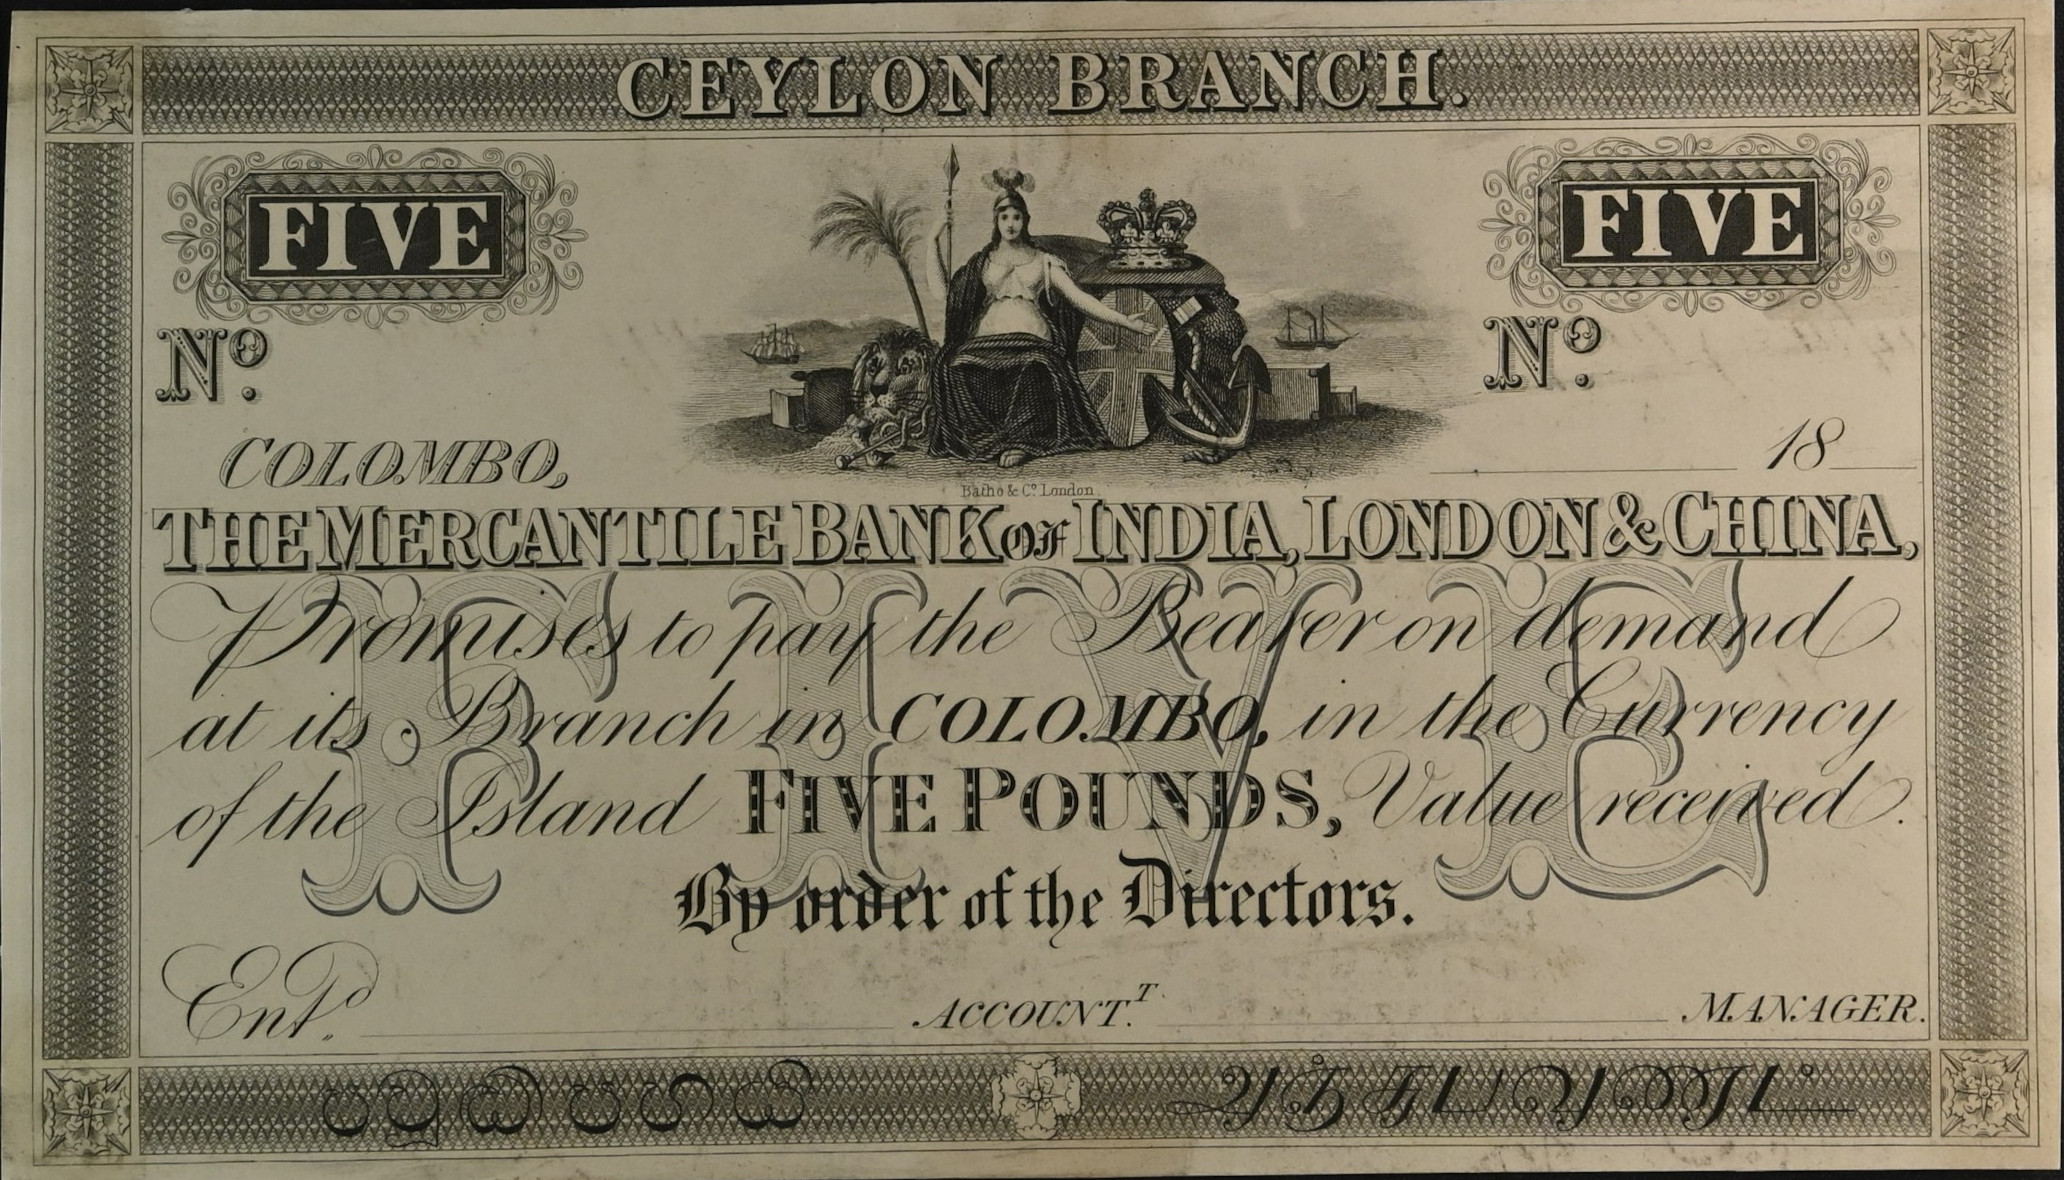 CEYLON BRANCH.
FIVE FIVE
Nº. Nº.
COLOMBO, 18
Batho & Cº. London.
THE MERCANTILE BANK OF INDIA, LONDON & CHINA,
FIVE
Promises to pay the Bearer on demand
at its Branch in COLOMBO, in the Currency
of the Island FIVE POUNDS, Value received.
By order of the Directors.
Entᵈ. ACCOUNT.ᵀ MANAGER.